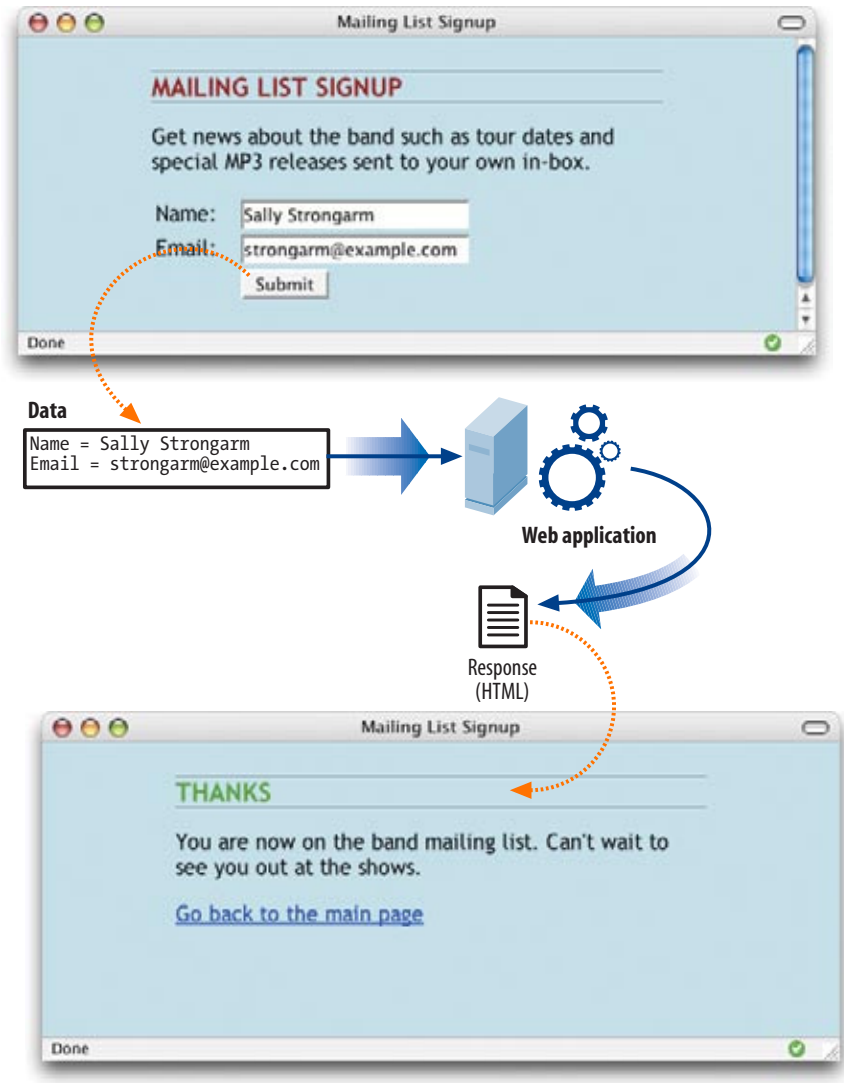 Mailing List Signup
MAILING LIST SIGNUP
Get news about the band such as tour dates and
special MP3 releases sent to your own in-box.
Name: Sally Strongarm
Email: strongarm@example.com
Submit
Done
Data
Name = Sally Strongarm
Email = strongarm@example.com
Web application
Response
(HTML)
Mailing List Signup
THANKS
You are now on the band mailing list. Can't wait to
see you out at the shows.
Go back to the main page
Done